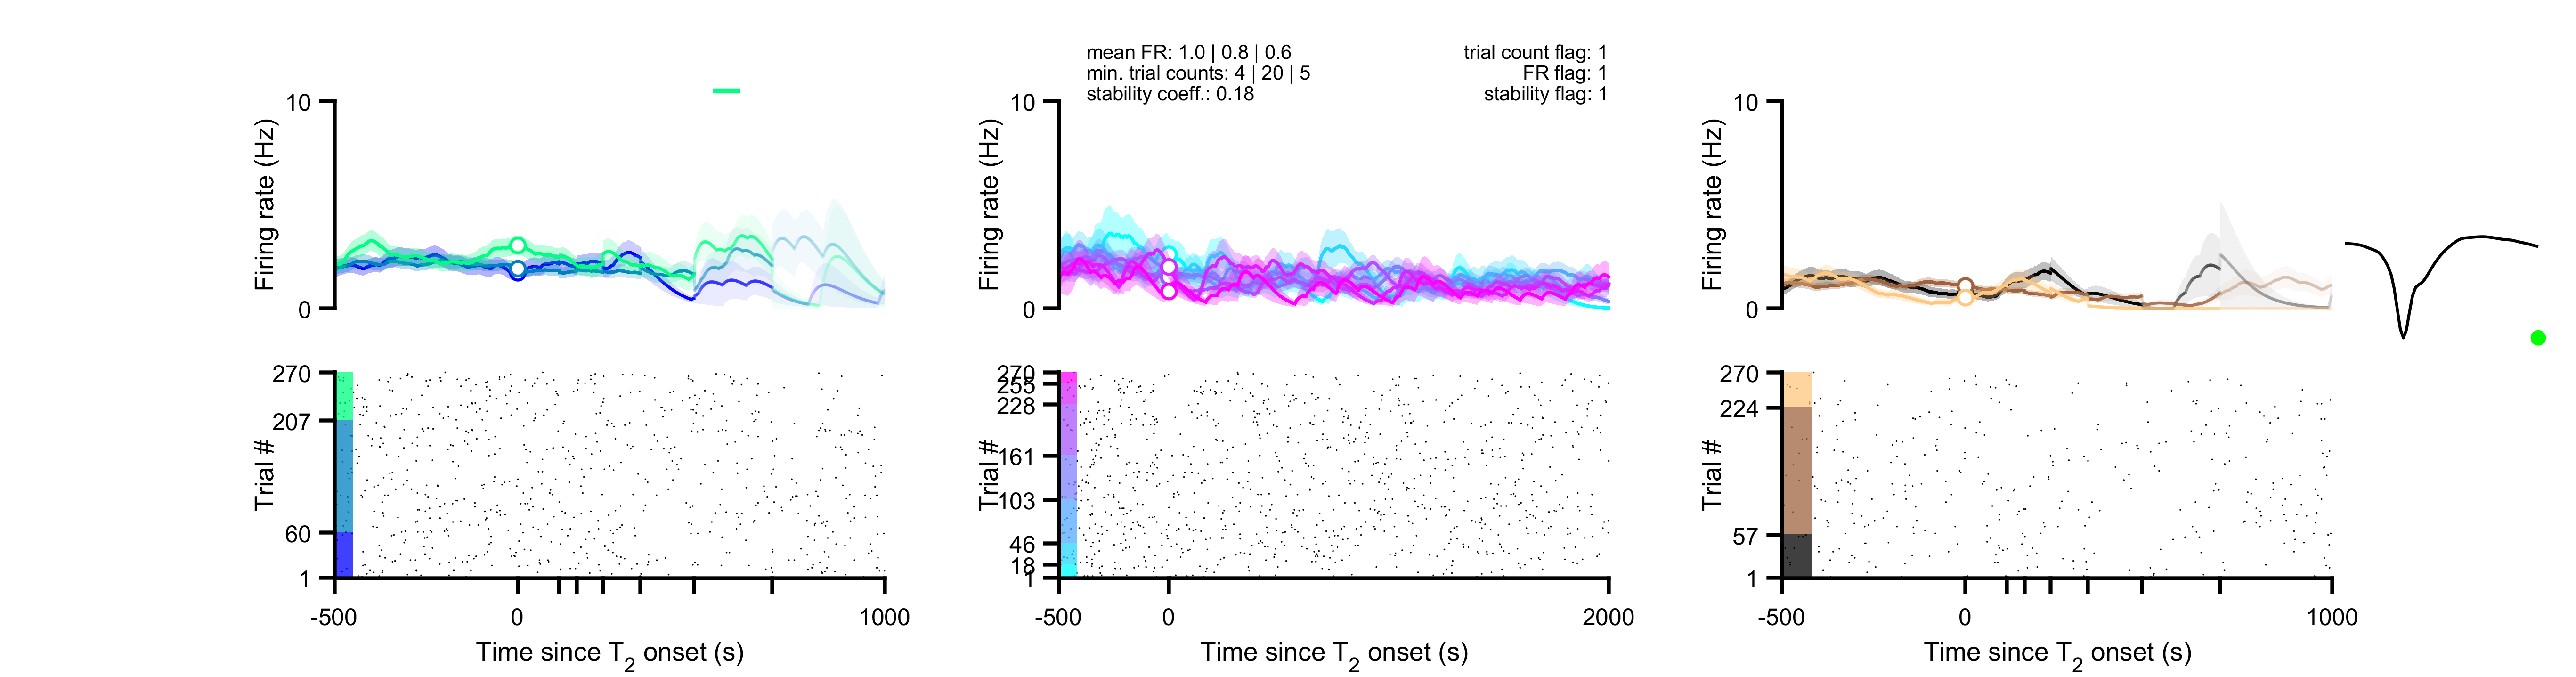 mean FR: 1.0 | 0.8 | 0.6
min. trial counts: 4 | 20 | 5
stability coeff.: 0.18
trial count flag: 1
FR flag: 1
stability flag: 1
10
0
Firing rate (Hz)
270
207
60
1
Trial #
-500
0
1000
Time since T2 onset (s)
10
0
Firing rate (Hz)
270
255
228
161
103
46
18
1
Trial #
-500
0
2000
Time since T2 onset (s)
10
0
Firing rate (Hz)
270
224
57
1
Trial #
-500
0
1000
Time since T2 onset (s)